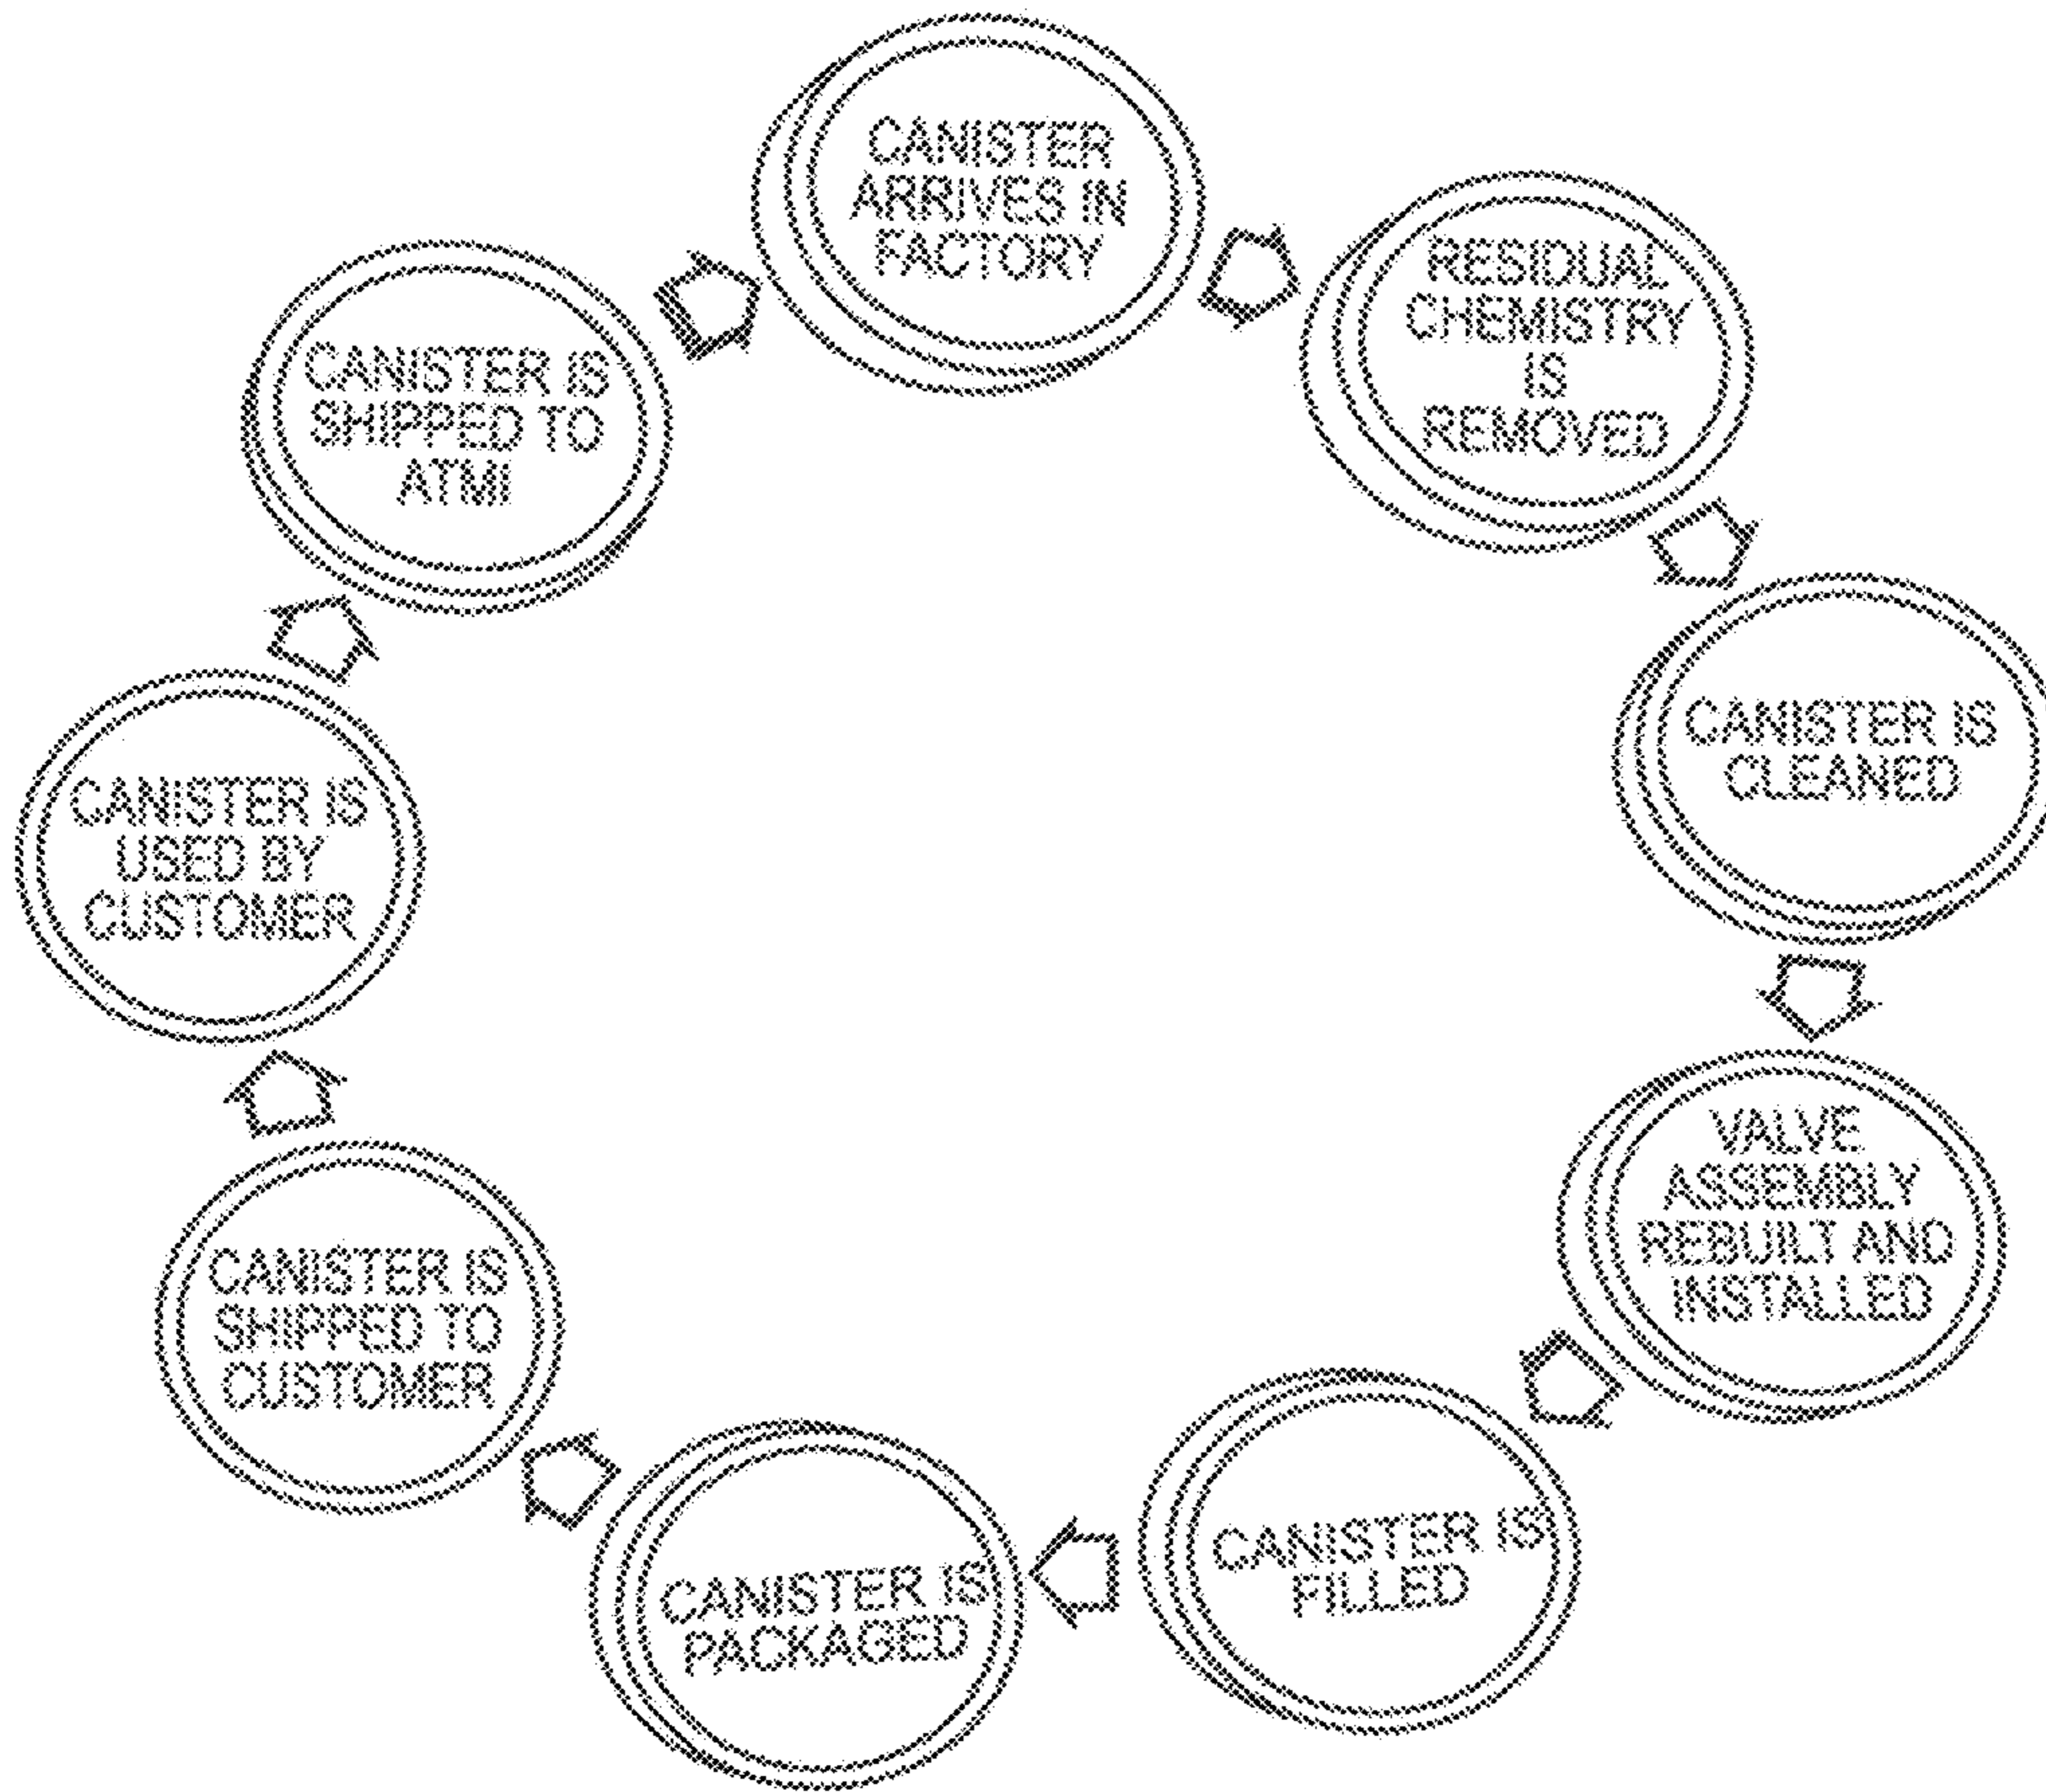 CANISTER
ARRIVES IN
FACTORY
RESIDUAL
CHEMISTRY
IS
REMOVED
CANISTER IS
CLEANED
VALVE
ASSEMBLY
REBUILT AND
INSTALLED
CANISTER IS
FILLED
CANISTER IS
PACKAGED
CANISTER IS
SHIPPED TO
CUSTOMER
CANISTER IS
USED BY
CUSTOMER
CANISTER IS
SHIPPED TO
ATMI